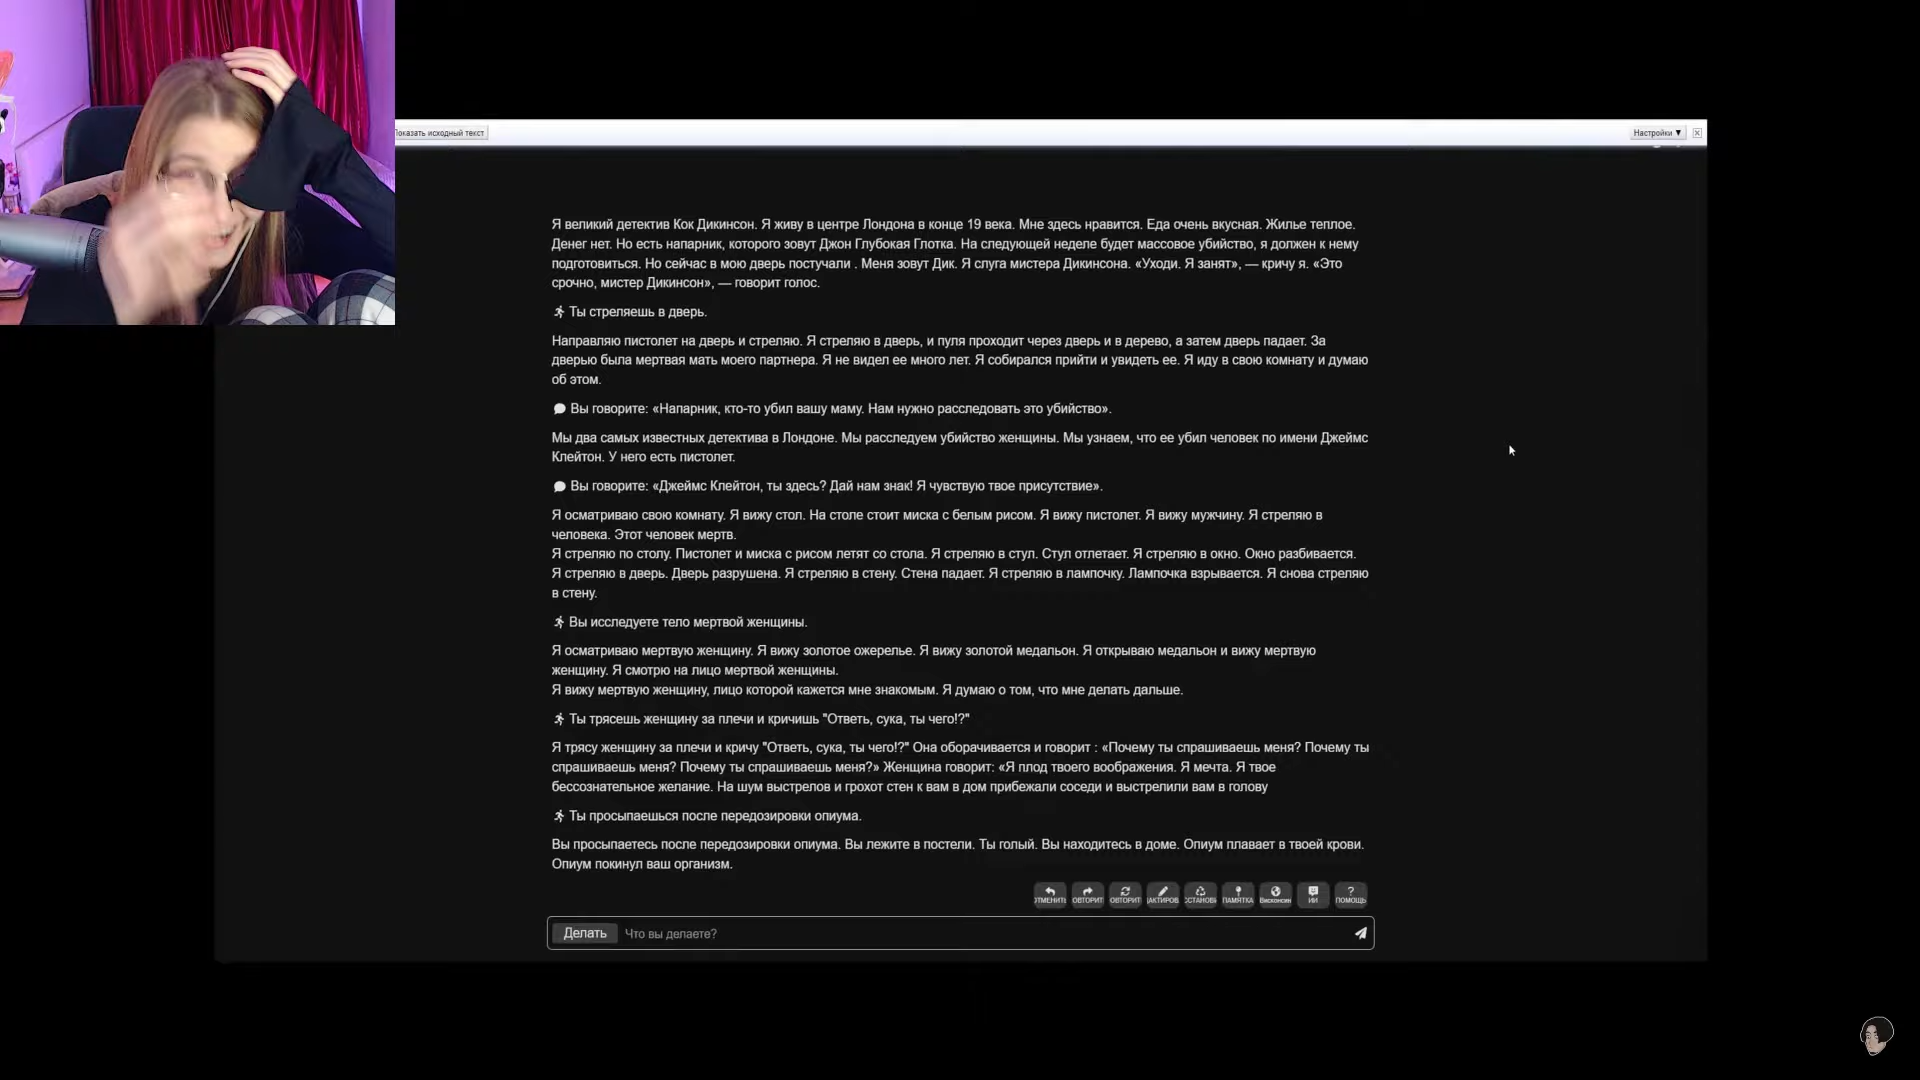 Показать исходный текст
Настройки ▼
Я великий детектив Кок Дикинсон. Я живу в центре Лондона в конце 19 века. Мне здесь нравится. Еда очень вкусная. Жилье теплое.
Денег нет. Но есть напарник, которого зовут Джон Глубокая Глотка. На следующей неделе будет массовое убийство, я должен к нему
подготовиться. Но сейчас в мою дверь постучали . Меня зовут Дик. Я слуга мистера Дикинсона. «Уходи. Я занят», — кричу я. «Это
срочно, мистер Дикинсон», — говорит голос.
Ты стреляешь в дверь.
Направляю пистолет на дверь и стреляю. Я стреляю в дверь, и пуля проходит через дверь и в дерево, а затем дверь падает. За
дверью была мертвая мать моего партнера. Я не видел ее много лет. Я собирался прийти и увидеть ее. Я иду в свою комнату и думаю
об этом.
Вы говорите: «Напарник, кто-то убил вашу маму. Нам нужно расследовать это убийство».
Мы два самых известных детектива в Лондоне. Мы расследуем убийство женщины. Мы узнаем, что ее убил человек по имени Джеймс
Клейтон. У него есть пистолет.
Вы говорите: «Джеймс Клейтон, ты здесь? Дай нам знак! Я чувствую твое присутствие».
Я осматриваю свою комнату. Я вижу стол. На столе стоит миска с белым рисом. Я вижу пистолет. Я вижу мужчину. Я стреляю в
человека. Этот человек мертв.
Я стреляю по столу. Пистолет и миска с рисом летят со стола. Я стреляю в стул. Стул отлетает. Я стреляю в окно. Окно разбивается.
Я стреляю в дверь. Дверь разрушена. Я стреляю в стену. Стена падает. Я стреляю в лампочку. Лампочка взрывается. Я снова стреляю
в стену.
Вы исследуете тело мертвой женщины.
Я осматриваю мертвую женщину. Я вижу золотое ожерелье. Я вижу золотой медальон. Я открываю медальон и вижу мертвую
женщину. Я смотрю на лицо мертвой женщины.
Я вижу мертвую женщину, лицо которой кажется мне знакомым. Я думаю о том, что мне делать дальше.
Ты трясешь женщину за плечи и кричишь "Ответь, сука, ты чего!?"
Я трясу женщину за плечи и кричу "Ответь, сука, ты чего!?" Она оборачивается и говорит : «Почему ты спрашиваешь меня? Почему ты
спрашиваешь меня? Почему ты спрашиваешь меня?» Женщина говорит: «Я плод твоего воображения. Я мечта. Я твое
бессознательное желание. На шум выстрелов и грохот стен к вам в дом прибежали соседи и выстрелили вам в голову
Ты просыпаешься после передозировки опиума.
Вы просыпаетесь после передозировки опиума. Вы лежите в постели. Ты голый. Вы находитесь в доме. Опиум плавает в твоей крови.
Опиум покинул ваш организм.
ОТМЕНИТЬ ОВТОРИТ ОВТОРИТ АКТИРОВ ССТАНОВИ ПАМЯТКА Висконсин ИИ ПОМОЩЬ
Делать Что вы делаете?